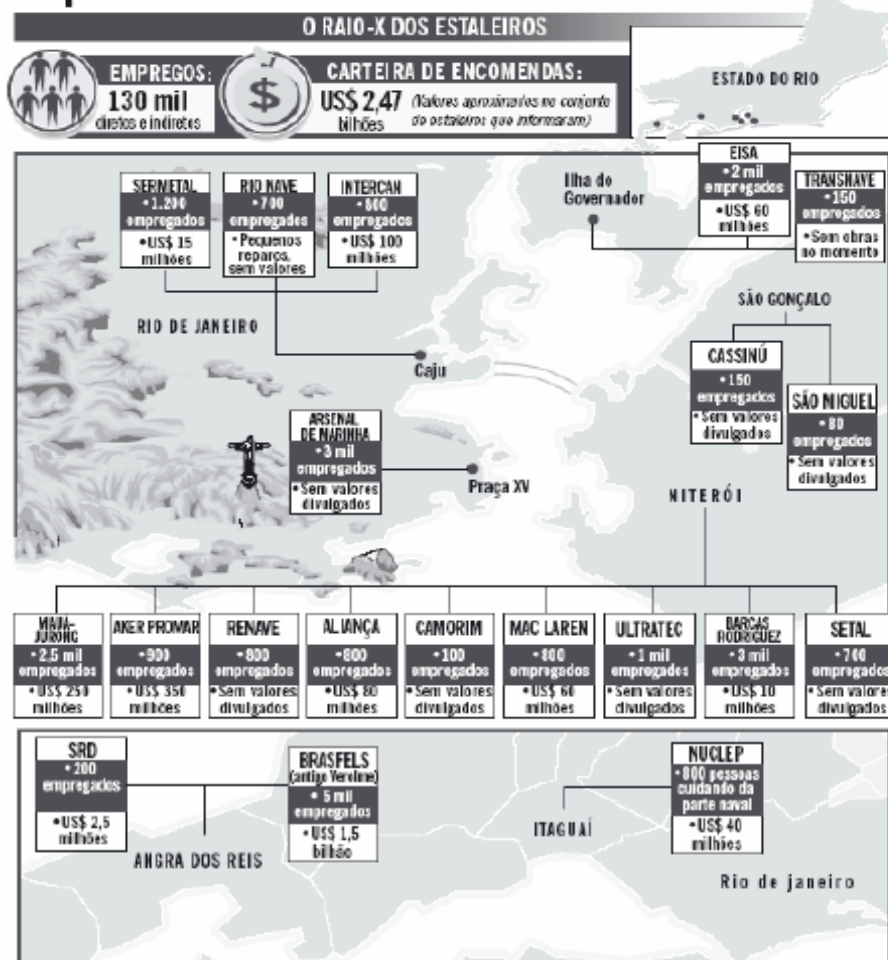 O RAIO-X DOS ESTALEIROS
EMPREGOS:
130 mil
diretos e indiretos
CARTEIRA DE ENCOMENDAS:
US$ 2,47
bilhões
(Valores aproximados no conjunto
de estaleiros que informaram)
ESTADO DO RIO
SERMETAL
•1.200
empregados
•US$ 15
milhões
RIO NAVE
•700
empregados
•Pequenos
reparos,
sem valores
INTERCAN
•800
empregados
•US$ 100
milhões
Ilha do
Governador
EISA
•2 mil
empregados
•US$ 60
milhões
TRANSNAVE
•150
empregados
•Sem obras
no momento
RIO DE JANEIRO
Caju
SÃO GONÇALO
CASSINÚ
•150
empregados
•Sem valores
divulgados
SÃO MIGUEL
•80
empregados
•Sem valores
divulgados
ARSENAL
DE MARINHA
•3 mil
empregados
•Sem valores
divulgados
Praça XV
NITERÓI
MAUÁ-
JURONG
•2,5 mil
empregados
•US$ 250
milhões
AKER PROMAR
•900
empregados
•US$ 350
milhões
RENAVE
•800
empregados
•Sem valores
divulgados
ALIANÇA
•800
empregados
•US$ 80
milhões
CAMORIM
•100
empregados
•Sem valores
divulgados
MAC LAREN
•800
empregados
•US$ 60
milhões
ULTRATEC
•1 mil
empregados
•Sem valores
divulgados
BARCAS
RODRIGUEZ
•3 mil
empregados
•US$ 10
milhões
SETAL
•700
empregados
•Sem valores
divulgados
SRD
•200
empregados
•US$ 2,5
milhões
BRASFELS
(antigo Verolme)
•5 mil
empregados
•US$ 1,5
bilhão
ANGRA DOS REIS
ITAGUAÍ
NUCLEP
•800 pessoas
cuidando da
parte naval
•US$ 40
milhões
Rio de janeiro